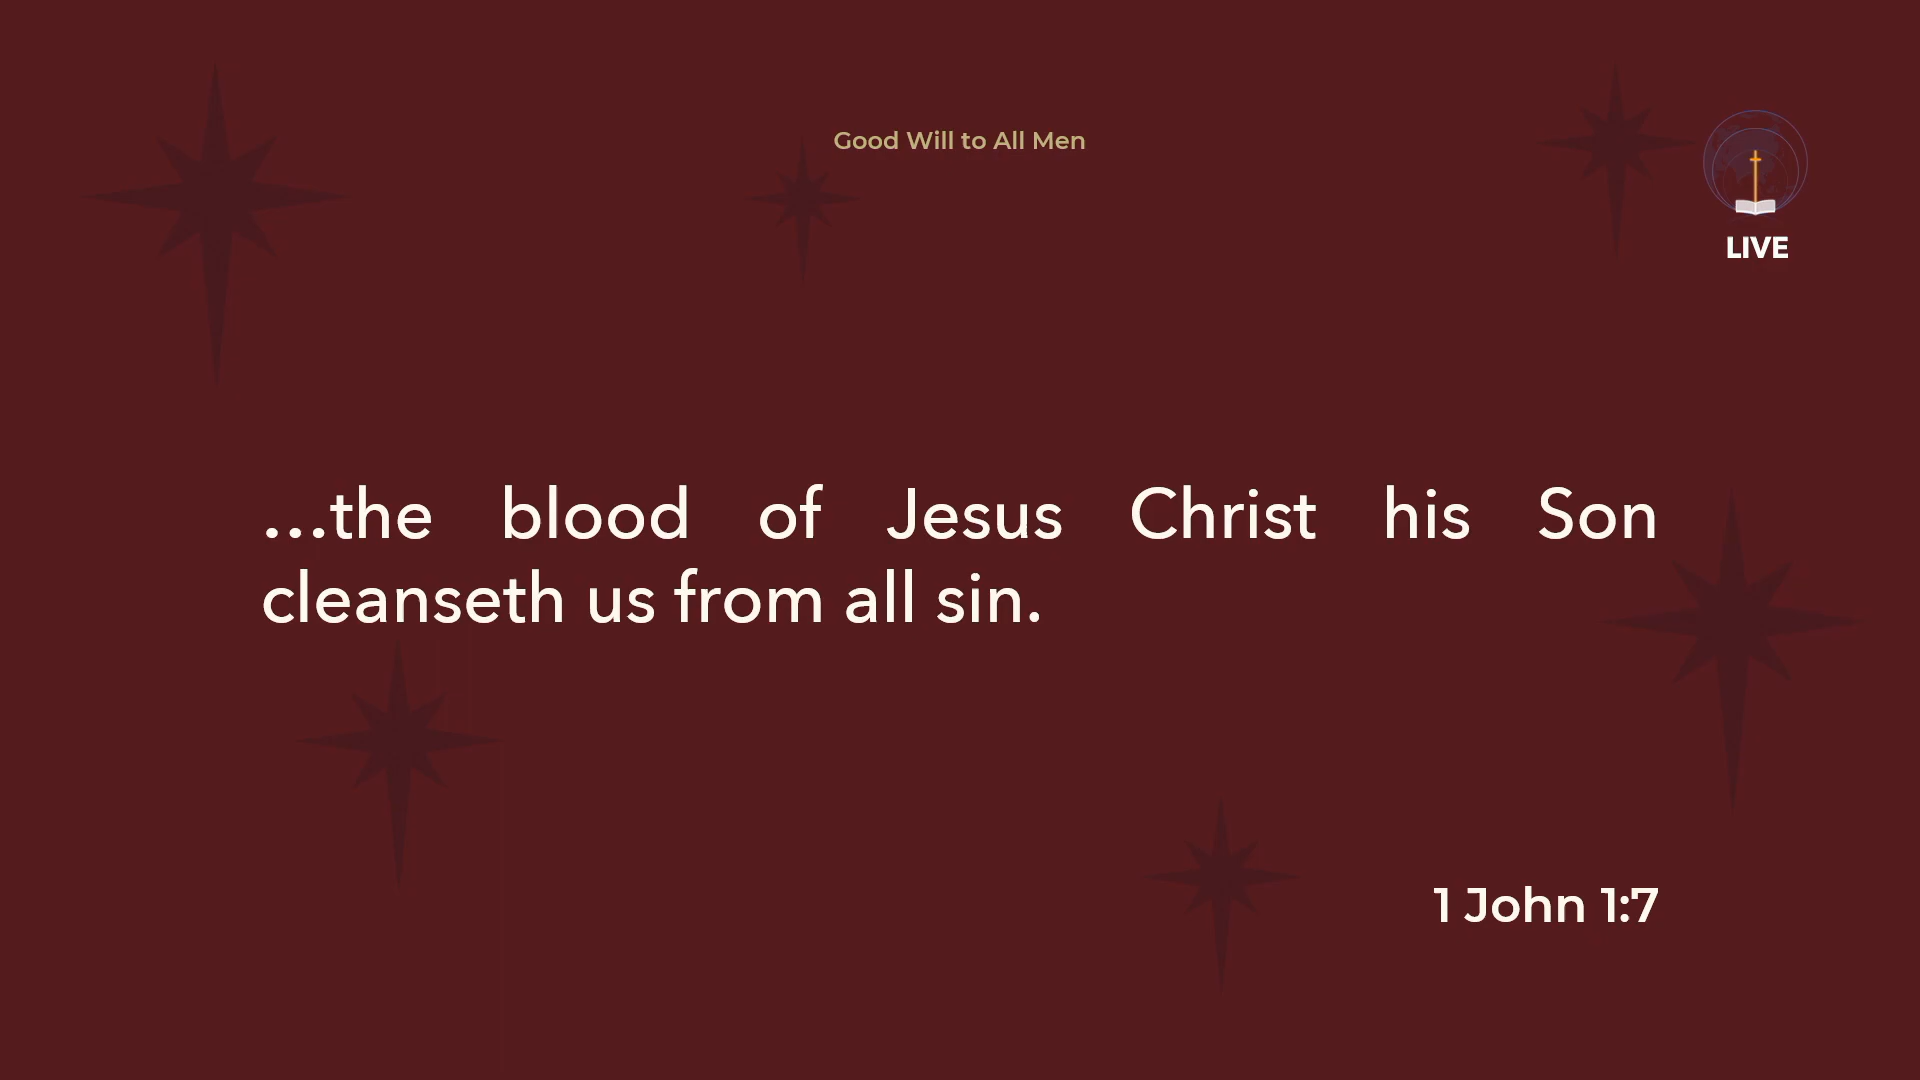 Good Will to All Men
LIVE
...the blood of Jesus Christ his Son
cleanseth us from all sin.
1 John 1:7